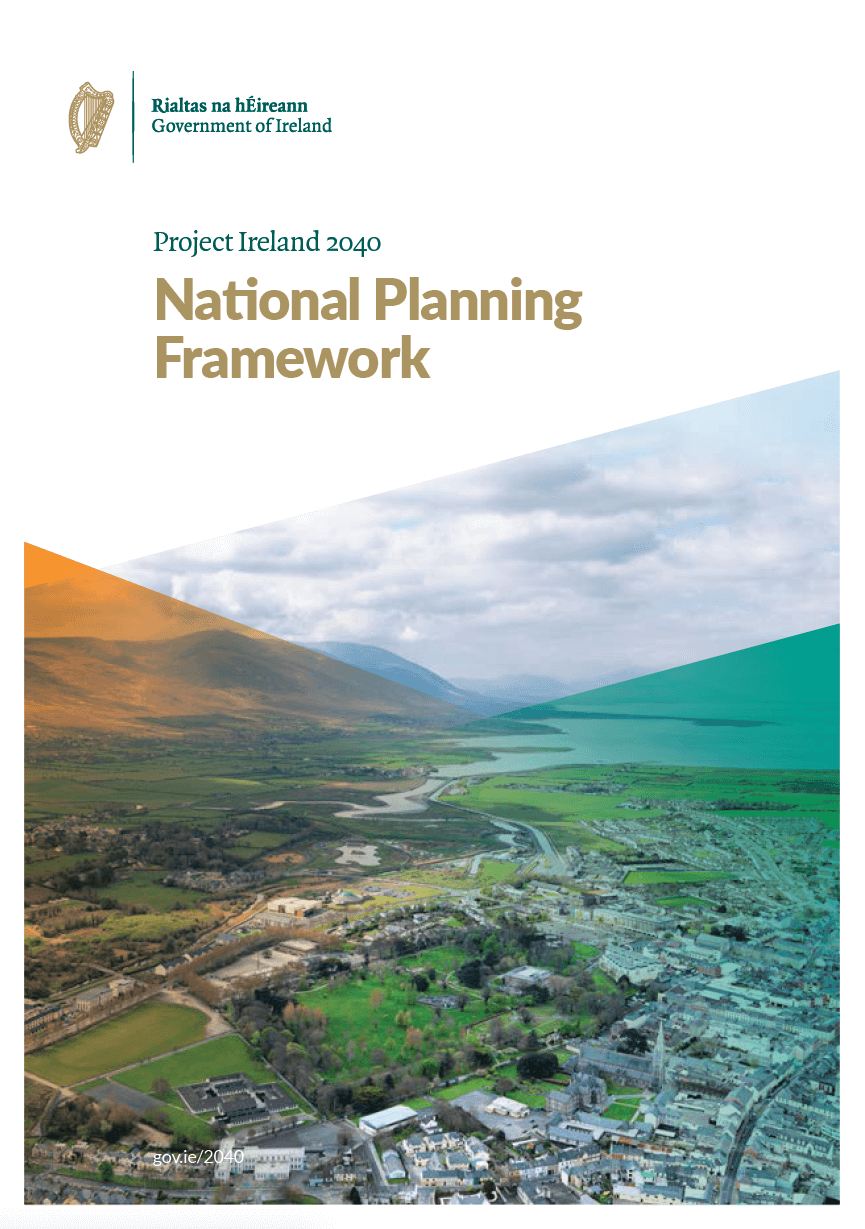 Rialtas na hÉireann
Government of Ireland
Project Ireland 2040
National Planning
Framework
gov.ie/2040